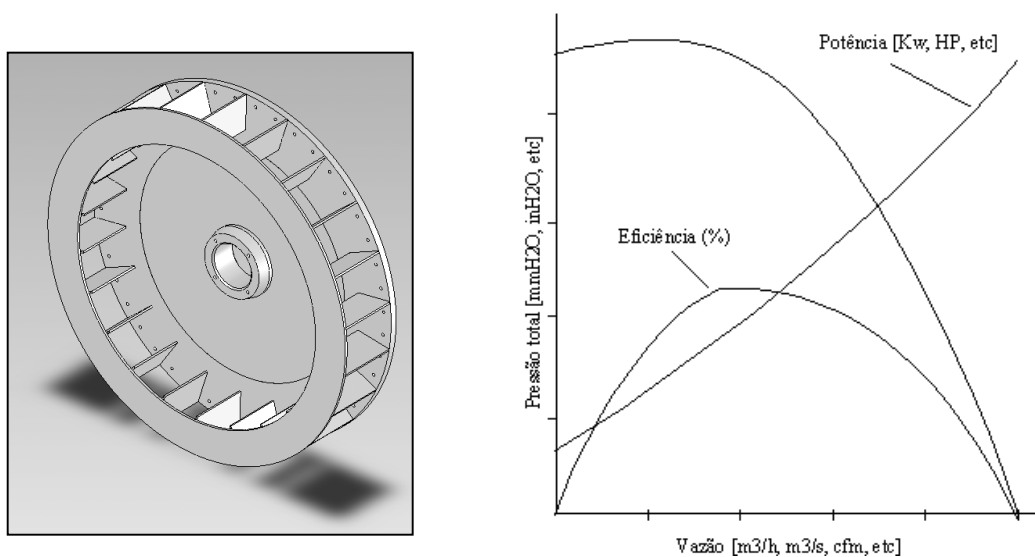 Potência [Kw, HP, etc]
Eficiência (%)
Pressão total [mmH2O, inH2O, etc]
Vazão [m3/h, m3/s, cfm, etc]